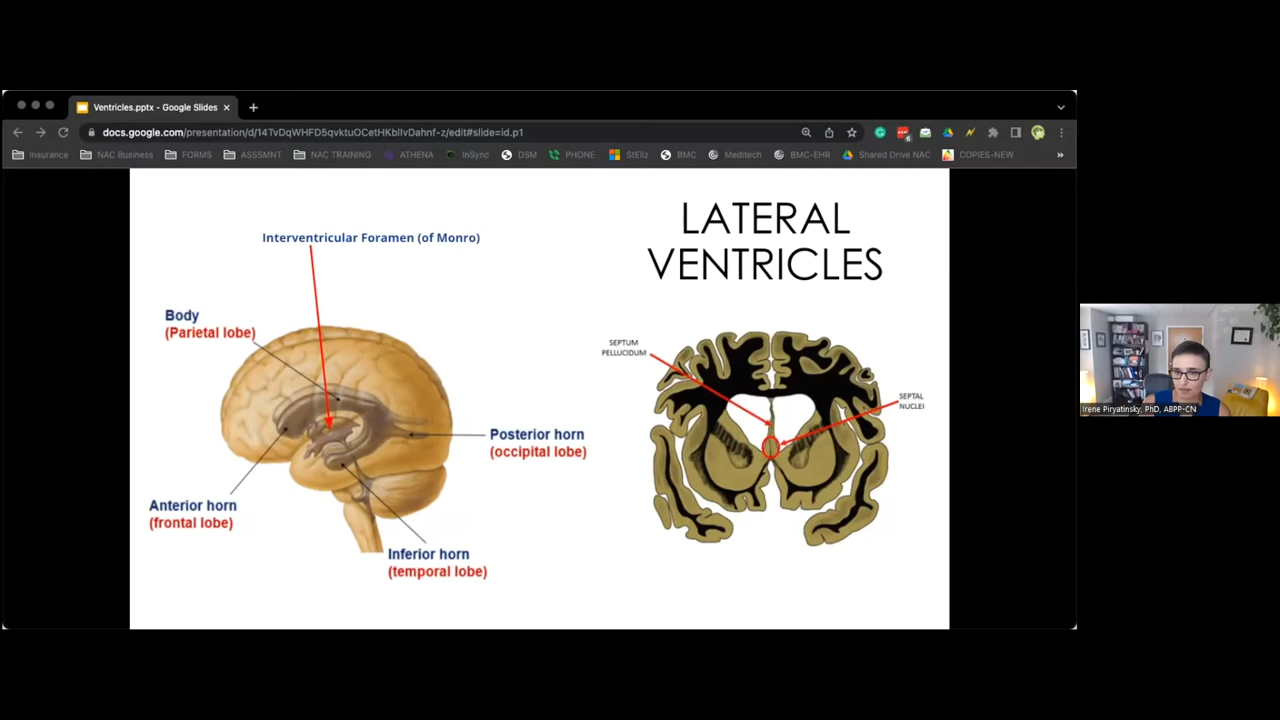 Ventricles.pptx - Google Slides
docs.google.com/presentation/d/14TvDqWHFD5qvktuOCetHKblIvDahnf-z/edit#slide=id.p1
6
Insurance NAC Business FORMS ASSSMNT NAC TRAINING ATHENA InSync DSM PHONE StEliz BMC Meditech BMC-EHR Shared Drive NAC COPIES-NEW
LATERAL
VENTRICLES
Interventricular Foramen (of Monro)
Body
(Parietal lobe)
Posterior horn
(occipital lobe)
Anterior horn
(frontal lobe)
Inferior horn
(temporal lobe)
SEPTUM
PELLUCIDUM
SEPTAL
NUCLEI
Irene Piryatinsky, PhD, ABPP-CN